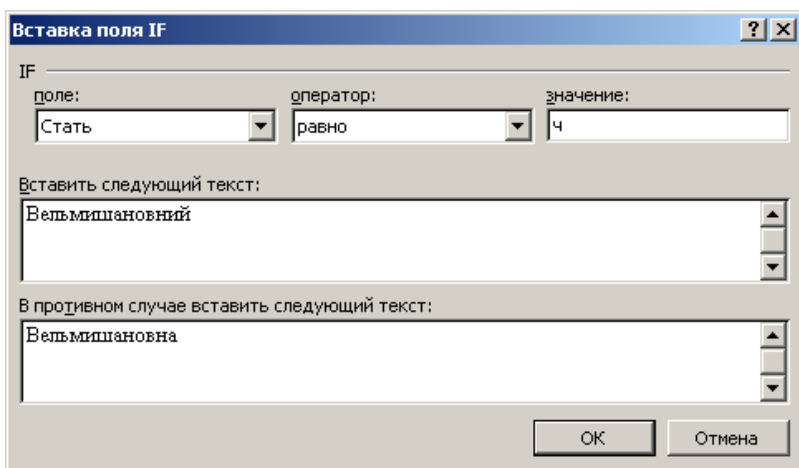 Вставка поля IF
IF
поле: оператор: значение:
Стать равно ч
Вставить следующий текст:
Вельмишановний
В противном случае вставить следующий текст:
Вельмишановна
ОК Отмена